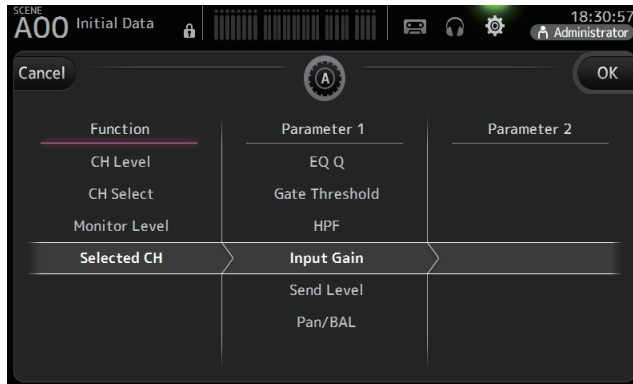 SCENE
A00 Initial Data
18:30:57
Administrator
Cancel
A
OK
Function
Parameter 1
Parameter 2
CH Level
EQ Q
CH Select
Gate Threshold
Monitor Level
HPF
Selected CH
Input Gain
Send Level
Pan/BAL